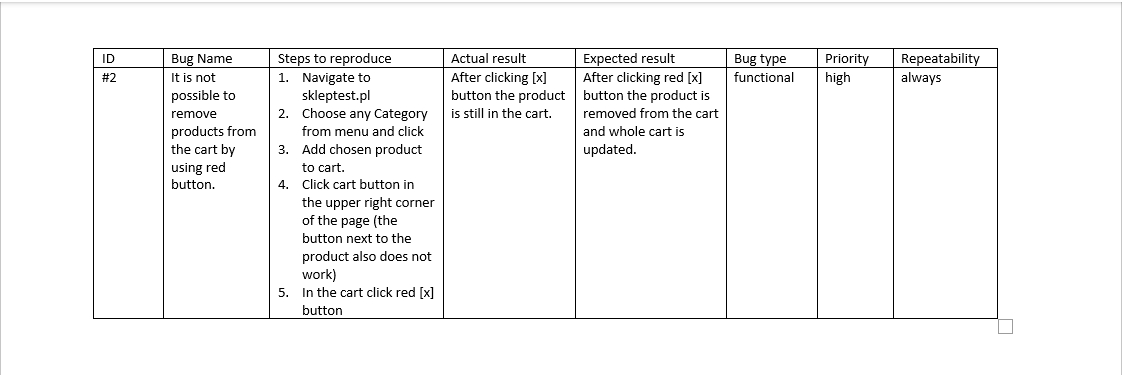 ID
Bug Name
Steps to reproduce
Actual result
Expected result
Bug type
Priority
Repeatability
#2
It is not
possible to
remove
products from
the cart by
using red
button.
1. Navigate to
skleptest.pl
2. Choose any Category
from menu and click
3. Add chosen product
to cart.
4. Click cart button in
the upper right corner
of the page (the
button next to the
product also does not
work)
5. In the cart click red [x]
button
After clicking [x]
button the product
is still in the cart.
After clicking red [x]
button the product is
removed from the cart
and whole cart is
updated.
functional
high
always